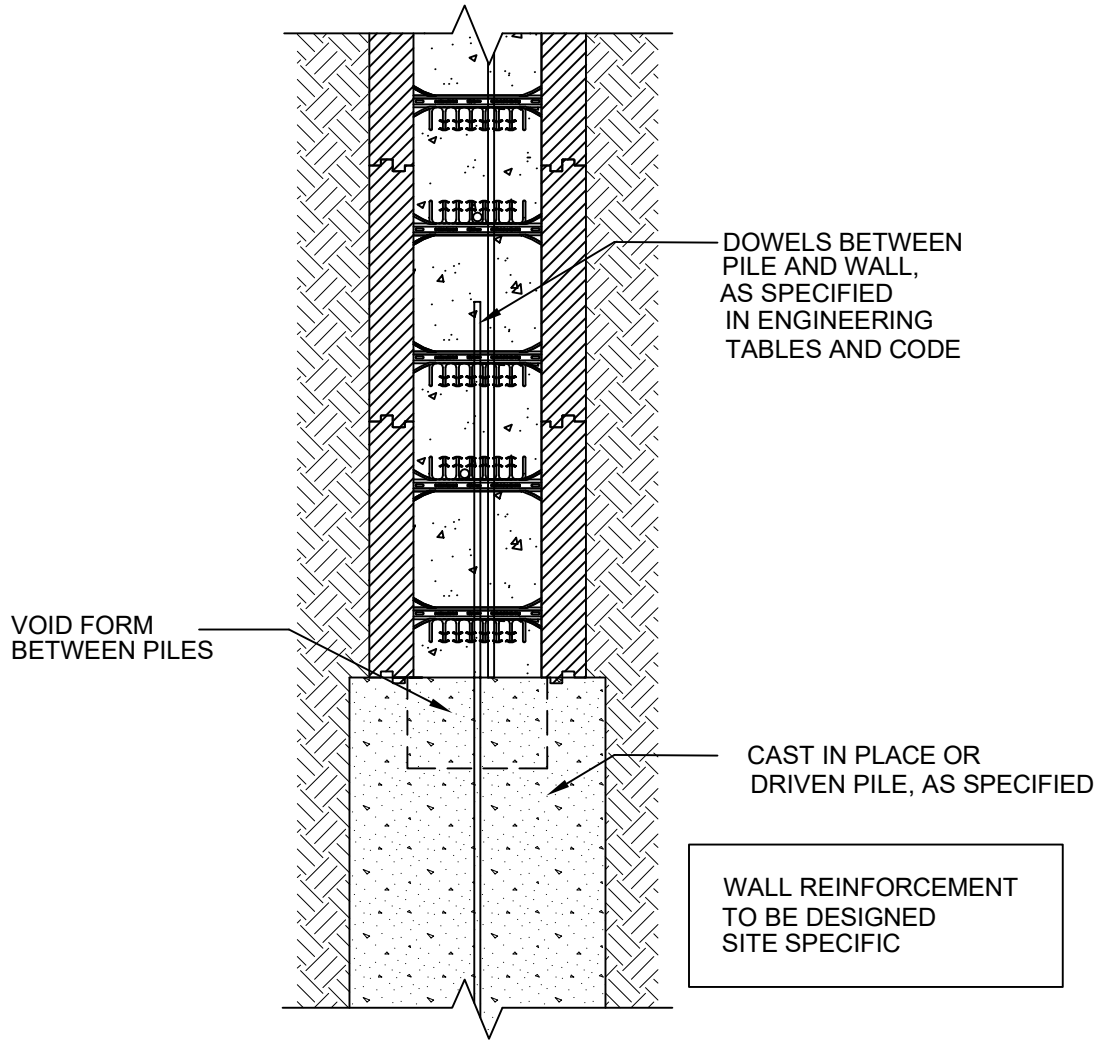 DOWELS BETWEEN
PILE AND WALL,
AS SPECIFIED
IN ENGINEERING
TABLES AND CODE
VOID FORM
BETWEEN PILES
CAST IN PLACE OR
DRIVEN PILE, AS SPECIFIED
WALL REINFORCEMENT
TO BE DESIGNED
SITE SPECIFIC